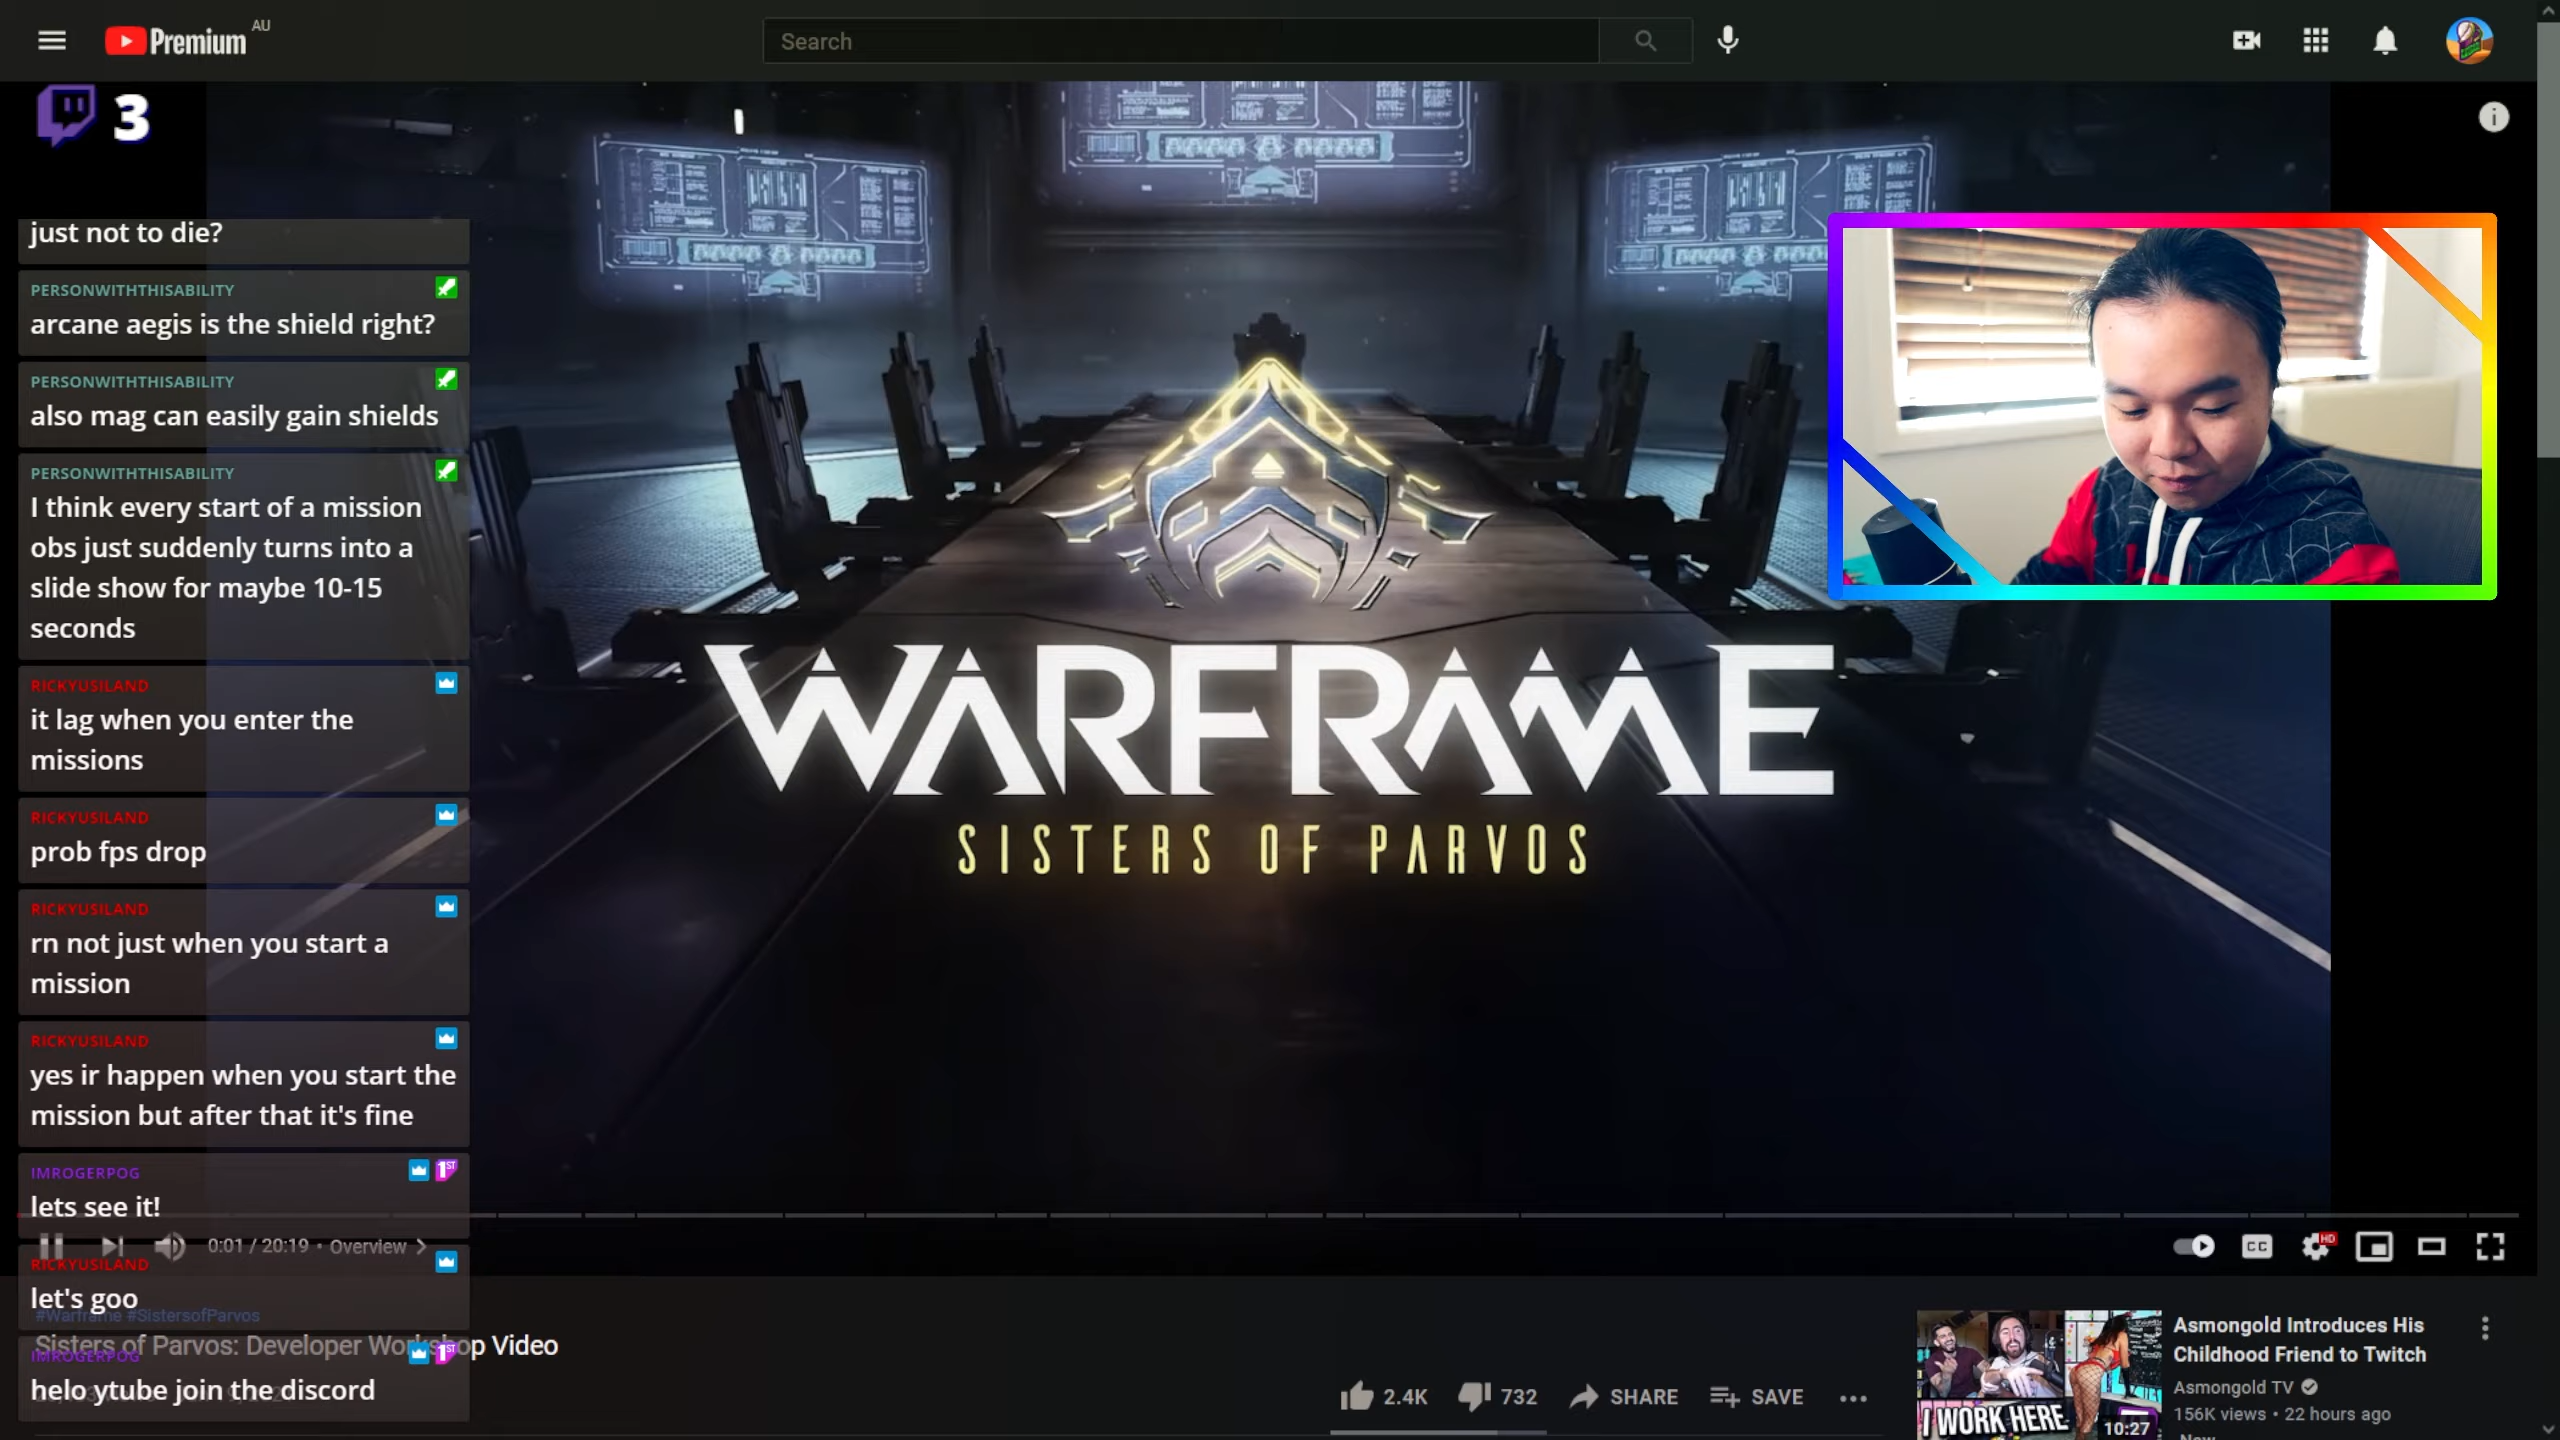 Premium
AU
Search
3
just not to die?
PERSONWITHTHISABILITY
arcane aegis is the shield right?
PERSONWITHTHISABILITY
also mag can easily gain shields
PERSONWITHTHISABILITY
I think every start of a mission
obs just suddenly turns into a
slide show for maybe 10-15
seconds
RICKYUSILAND
it lag when you enter the
missions
RICKYUSILAND
prob fps drop
RICKYUSILAND
rn not just when you start a
mission
RICKYUSILAND
yes ir happen when you start the
mission but after that it's fine
IMROGERPOG
1ST
lets see it!
RICKYUSILAND
let's goo
IMROGERPOG
1ST
helo ytube join the discord
WARFRAME
SISTERS OF PARVOS
0:01 / 20:19 • Overview
CC
HD
#Warframe #SistersofParvos
Sisters of Parvos: Developer Workshop Video
2.4K
732
SHARE
SAVE
I WORK HERE
10:27
Asmongold Introduces His
Childhood Friend to Twitch
Asmongold TV
156K views • 22 hours ago
New